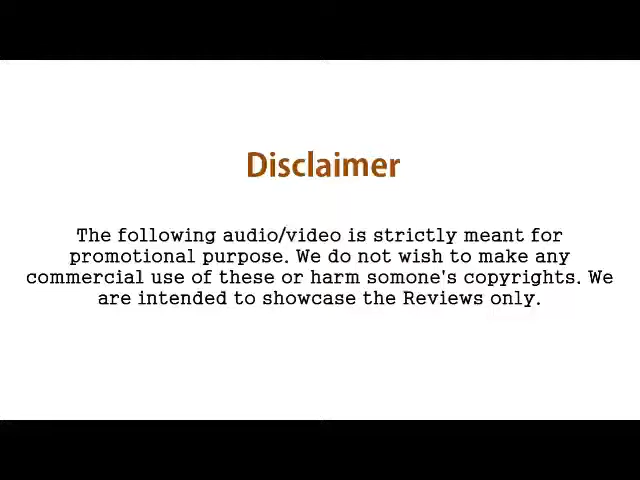 Disclaimer
The following audio/video is strictly meant for
promotional purpose. We do not wish to make any
commercial use of these or harm somone's copyrights. We
are intended to showcase the Reviews only.